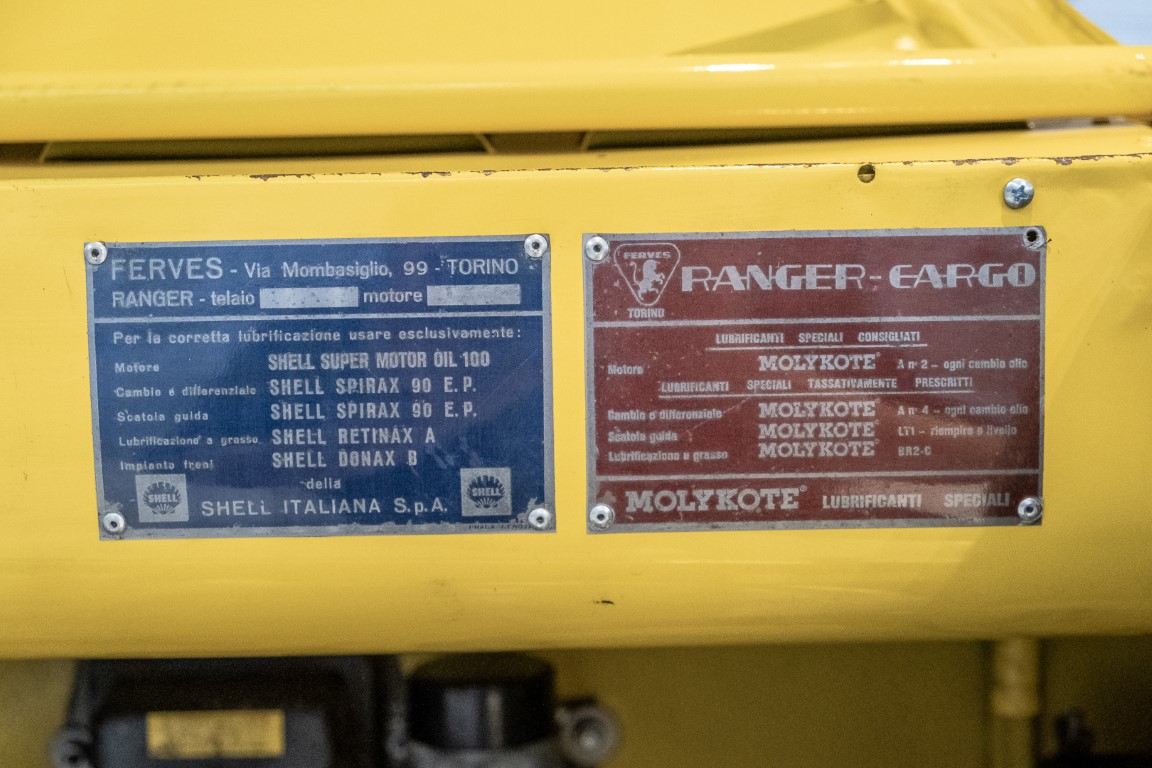 FERVES - Via Mombasiglio, 99 - TORINO
RANGER - telaio motore
Per la corretta lubrificazione usare esclusivamente:
Motore SHELL SUPER MOTOR OIL 100
Cambio e differenziale SHELL SPIRAX 90 E.P.
Scatola guida SHELL SPIRAX 90 E.P.
Lubrificazione a grasso SHELL RETINAX A
Impianto freni SHELL DONAX B
della
SHELL SHELL ITALIANA S.p.A. SHELL
FERVES
TORINO
RANGER-CARGO
LUBRIFICANTI SPECIALI CONSIGLIATI
Motore MOLYKOTE® A n° 2 - ogni cambio olio
LUBRIFICANTI SPECIALI TASSATIVAMENTE PRESCRITTI
Cambio e differenziale MOLYKOTE® A n° 4 - ogni cambio olio
Scatola guida MOLYKOTE® LT1 - riempire a livello
Lubrificazione a grasso MOLYKOTE® BR2-C
MOLYKOTE® LUBRIFICANTI SPECIALI